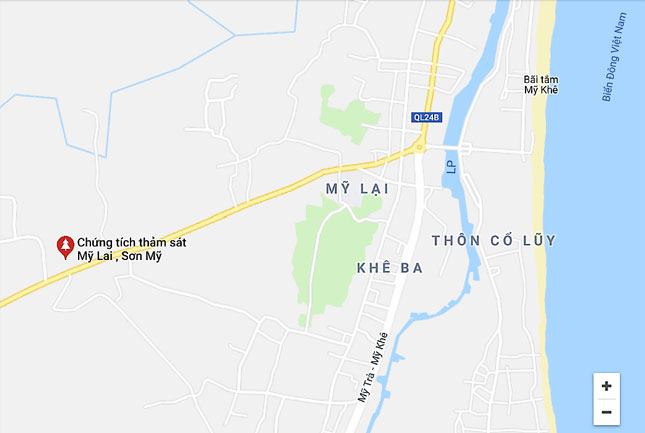 Biển Đông Việt Nam
Bãi tắm
Mỹ Khê
QL24B
LP
MỸ LẠI
THÔN CỔ LŨY
Chứng tích thảm sát
Mỹ Lai , Sơn Mỹ
KHÊ BA
Mỹ Trà - Mỹ Khê
+
−